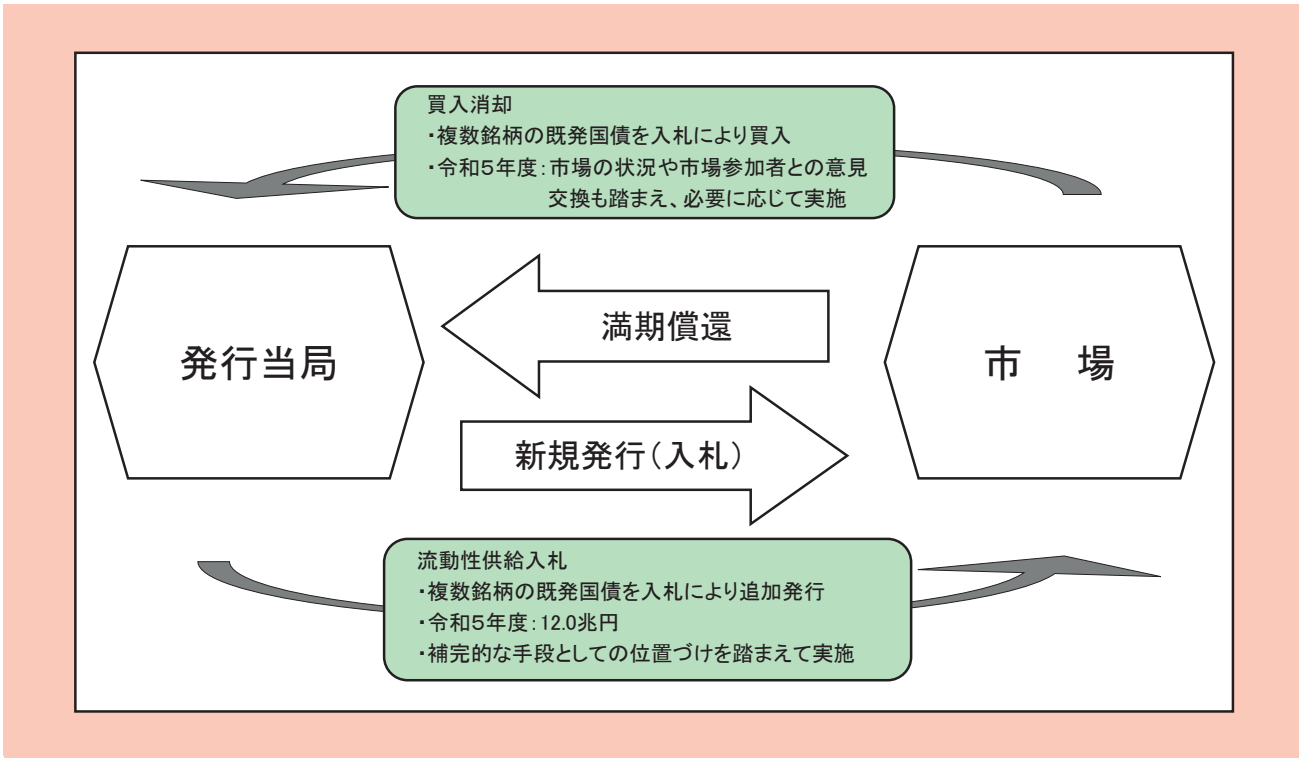 買入消却
・複数銘柄の既発国債を入札により買入
・令和5年度：市場の状況や市場参加者との意見
交換も踏まえ、必要に応じて実施
満期償還
発行当局
市　場
新規発行（入札）
流動性供給入札
・複数銘柄の既発国債を入札により追加発行
・令和5年度：12.0兆円
・補完的な手段としての位置づけを踏まえて実施